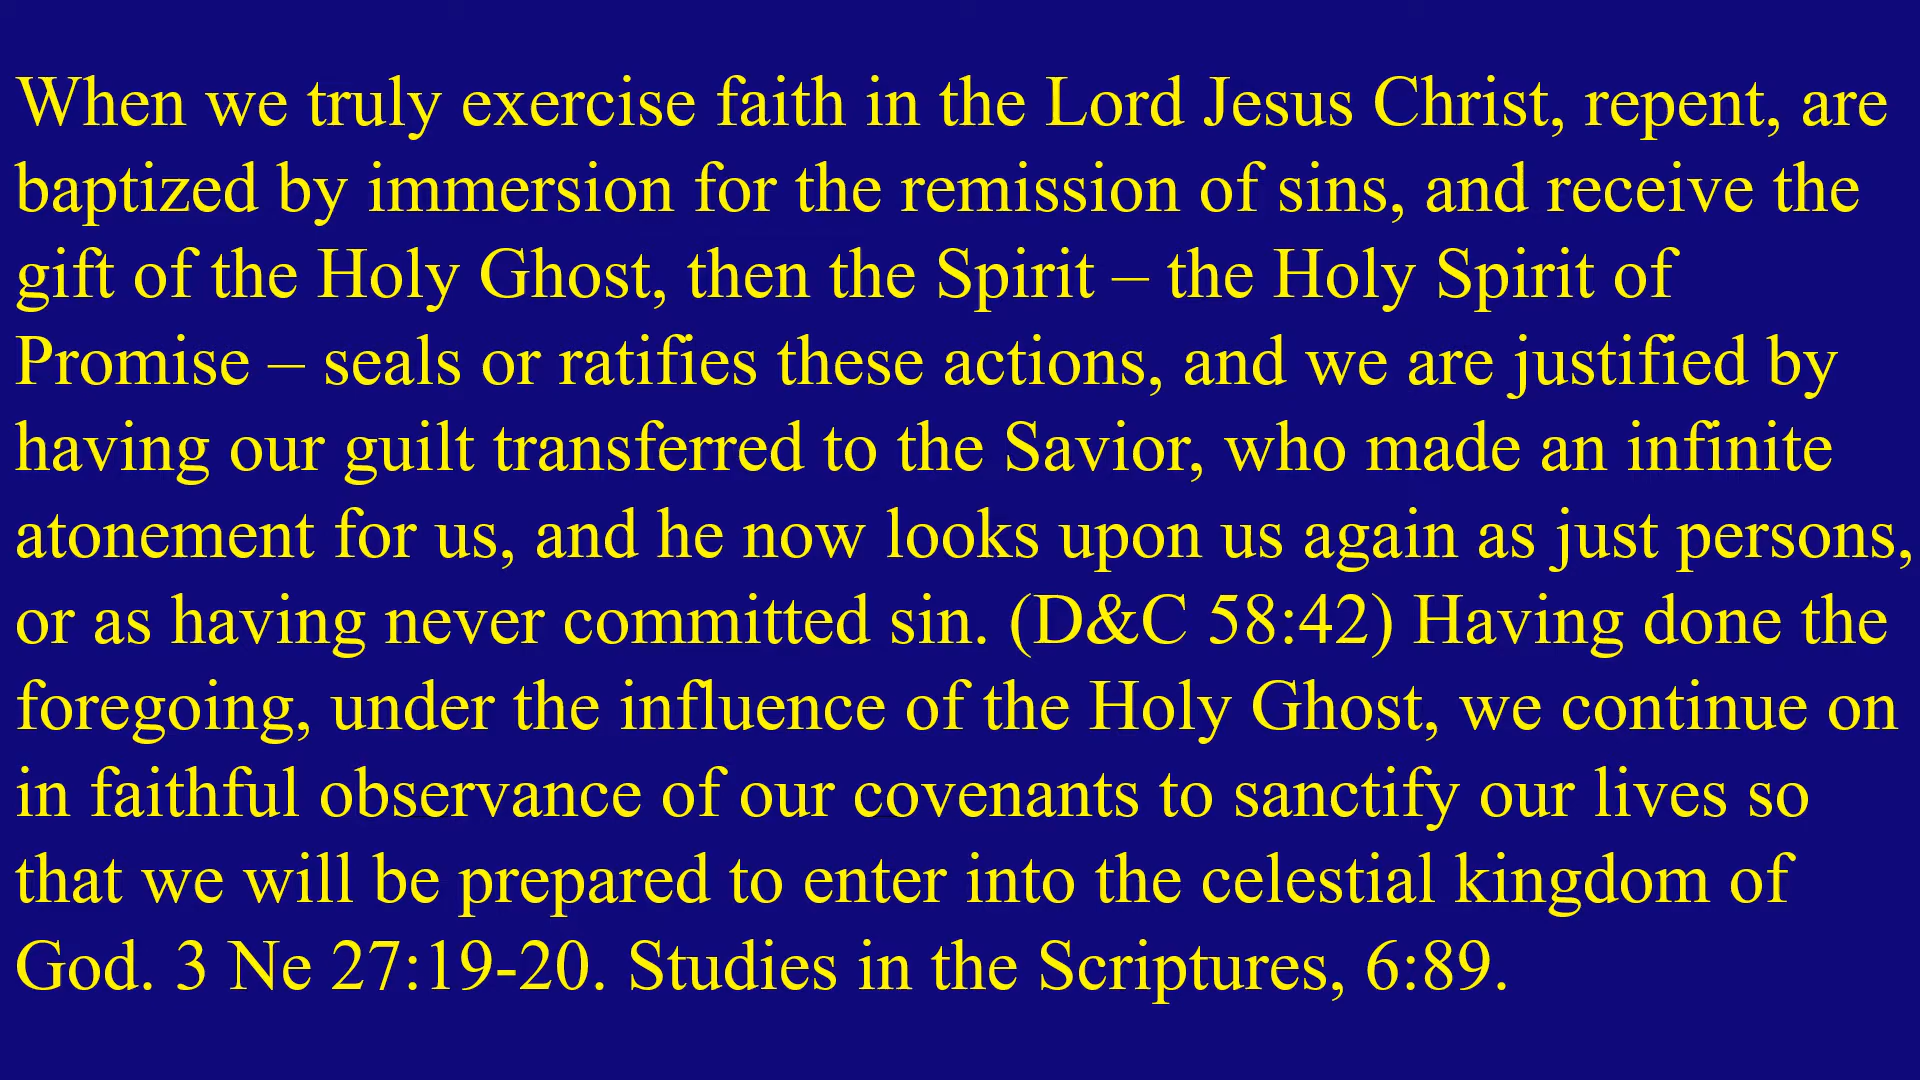 When we truly exercise faith in the Lord Jesus Christ, repent, are
baptized by immersion for the remission of sins, and receive the
gift of the Holy Ghost, then the Spirit – the Holy Spirit of
Promise – seals or ratifies these actions, and we are justified by
having our guilt transferred to the Savior, who made an infinite
atonement for us, and he now looks upon us again as just persons,
or as having never committed sin. (D&C 58:42) Having done the
foregoing, under the influence of the Holy Ghost, we continue on
in faithful observance of our covenants to sanctify our lives so
that we will be prepared to enter into the celestial kingdom of
God. 3 Ne 27:19-20. Studies in the Scriptures, 6:89.